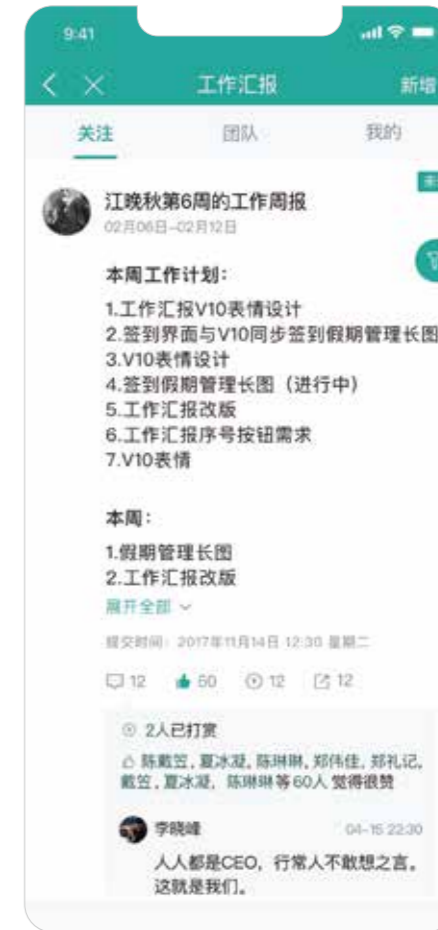 9:41
工作汇报
新增
关注
团队
我的
江晚秋第6周的工作周报
02月06日-02月12日
本周工作计划：
1.工作汇报V10表情设计
2.签到界面与V10同步签到假期管理长图
3.V10表情设计
4.签到假期管理长图（进行中）
5.工作汇报改版
6.工作汇报序号按钮需求
7.V10表情
本周：
1.假期管理长图
2.工作汇报改版
展开全部
提交时间：2017年11月14日 12:30 星期二
12
60
12
12
2人已打赏
陈戴笠, 夏冰凝, 陈琳琳, 郑伟佳, 郑礼记,
戴笠, 夏冰凝, 陈琳琳等60人 觉得很赞
李晓峰
04-15 22:30
人人都是CEO，行常人不敢想之言。
这就是我们。